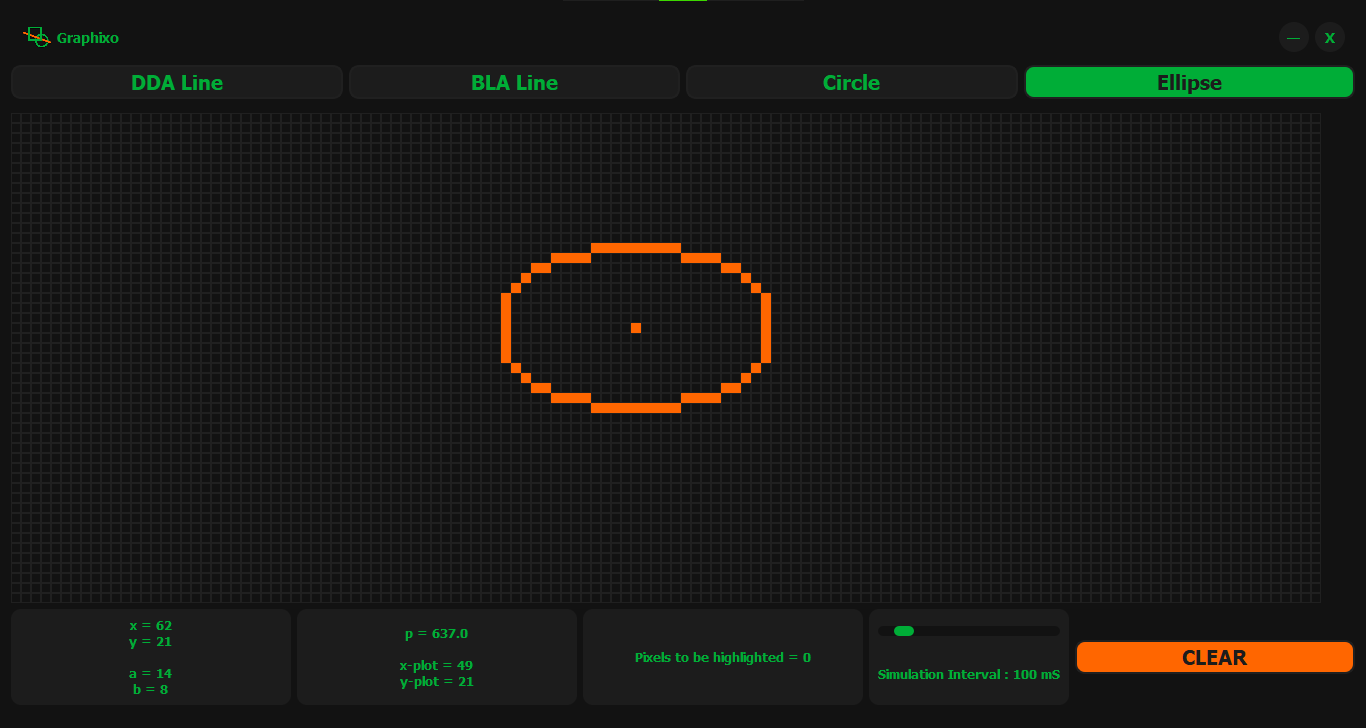 Graphixo
— X
DDA Line
BLA Line
Circle
Ellipse
x = 62
y = 21
a = 14
b = 8
p = 637.0
x-plot = 49
y-plot = 21
Pixels to be highlighted = 0
Simulation Interval : 100 mS
CLEAR